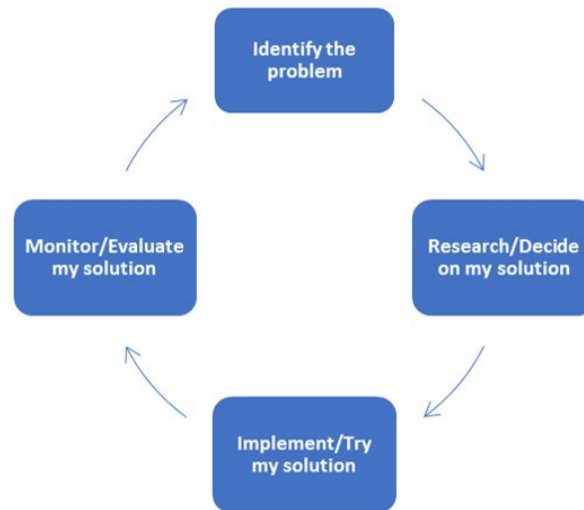 Identify the
problem
Research/Decide
on my solution
Implement/Try
my solution
Monitor/Evaluate
my solution